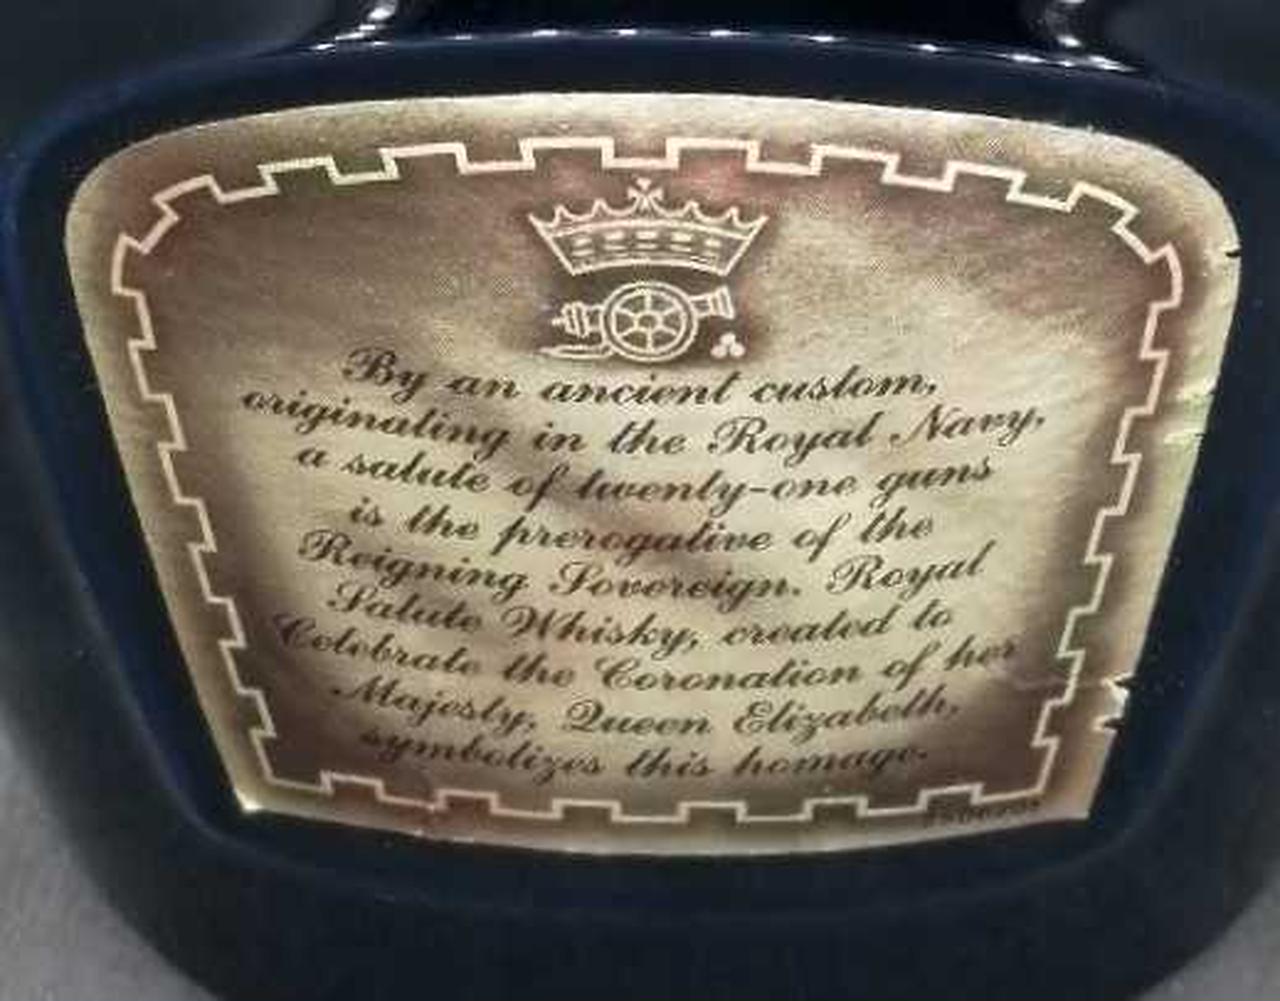 By an ancient custom,
originating in the Royal Navy,
a salute of twenty-one guns
is the prerogative of the
Reigning Sovereign. Royal
Salute Whisky, created to
Celebrate the Coronation of her
Majesty, Queen Elizabeth,
symbolizes this homage.